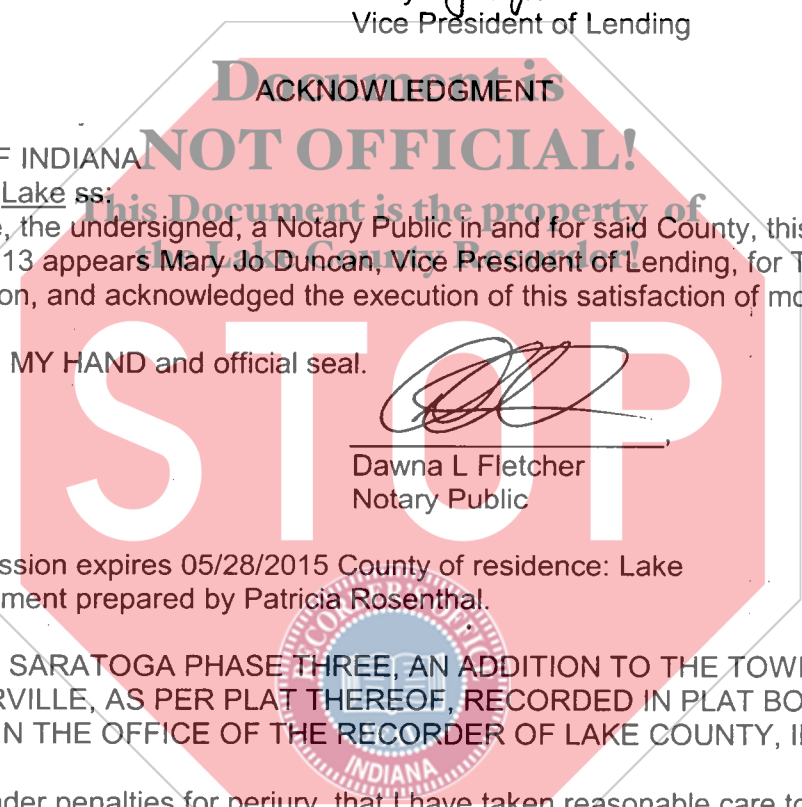 Vice President of Lending
Document is
ACKNOWLEDGMENT
NOT OFFICIAL!
F INDIANA
Lake ss:
This Document is the property of
, the undersigned, a Notary Public in and for said County, this
the Lake County Recorder!
13 appears Mary Jo Duncan, Vice President of Lending, for T
on, and acknowledged the execution of this satisfaction of mo
MY HAND and official seal.
STOP
Dawna L Fletcher
Notary Public
ssion expires 05/28/2015 County of residence: Lake
ment prepared by Patricia Rosenthal.
RECORDER'S OFFICE
SARATOGA PHASE THREE, AN ADDITION TO THE TOW
RVILLE, AS PER PLAT THEREOF, RECORDED IN PLAT BO
N THE OFFICE OF THE RECORDER OF LAKE COUNTY, I
INDIANA
nder penalties for perjury, that I have taken reasonable care to